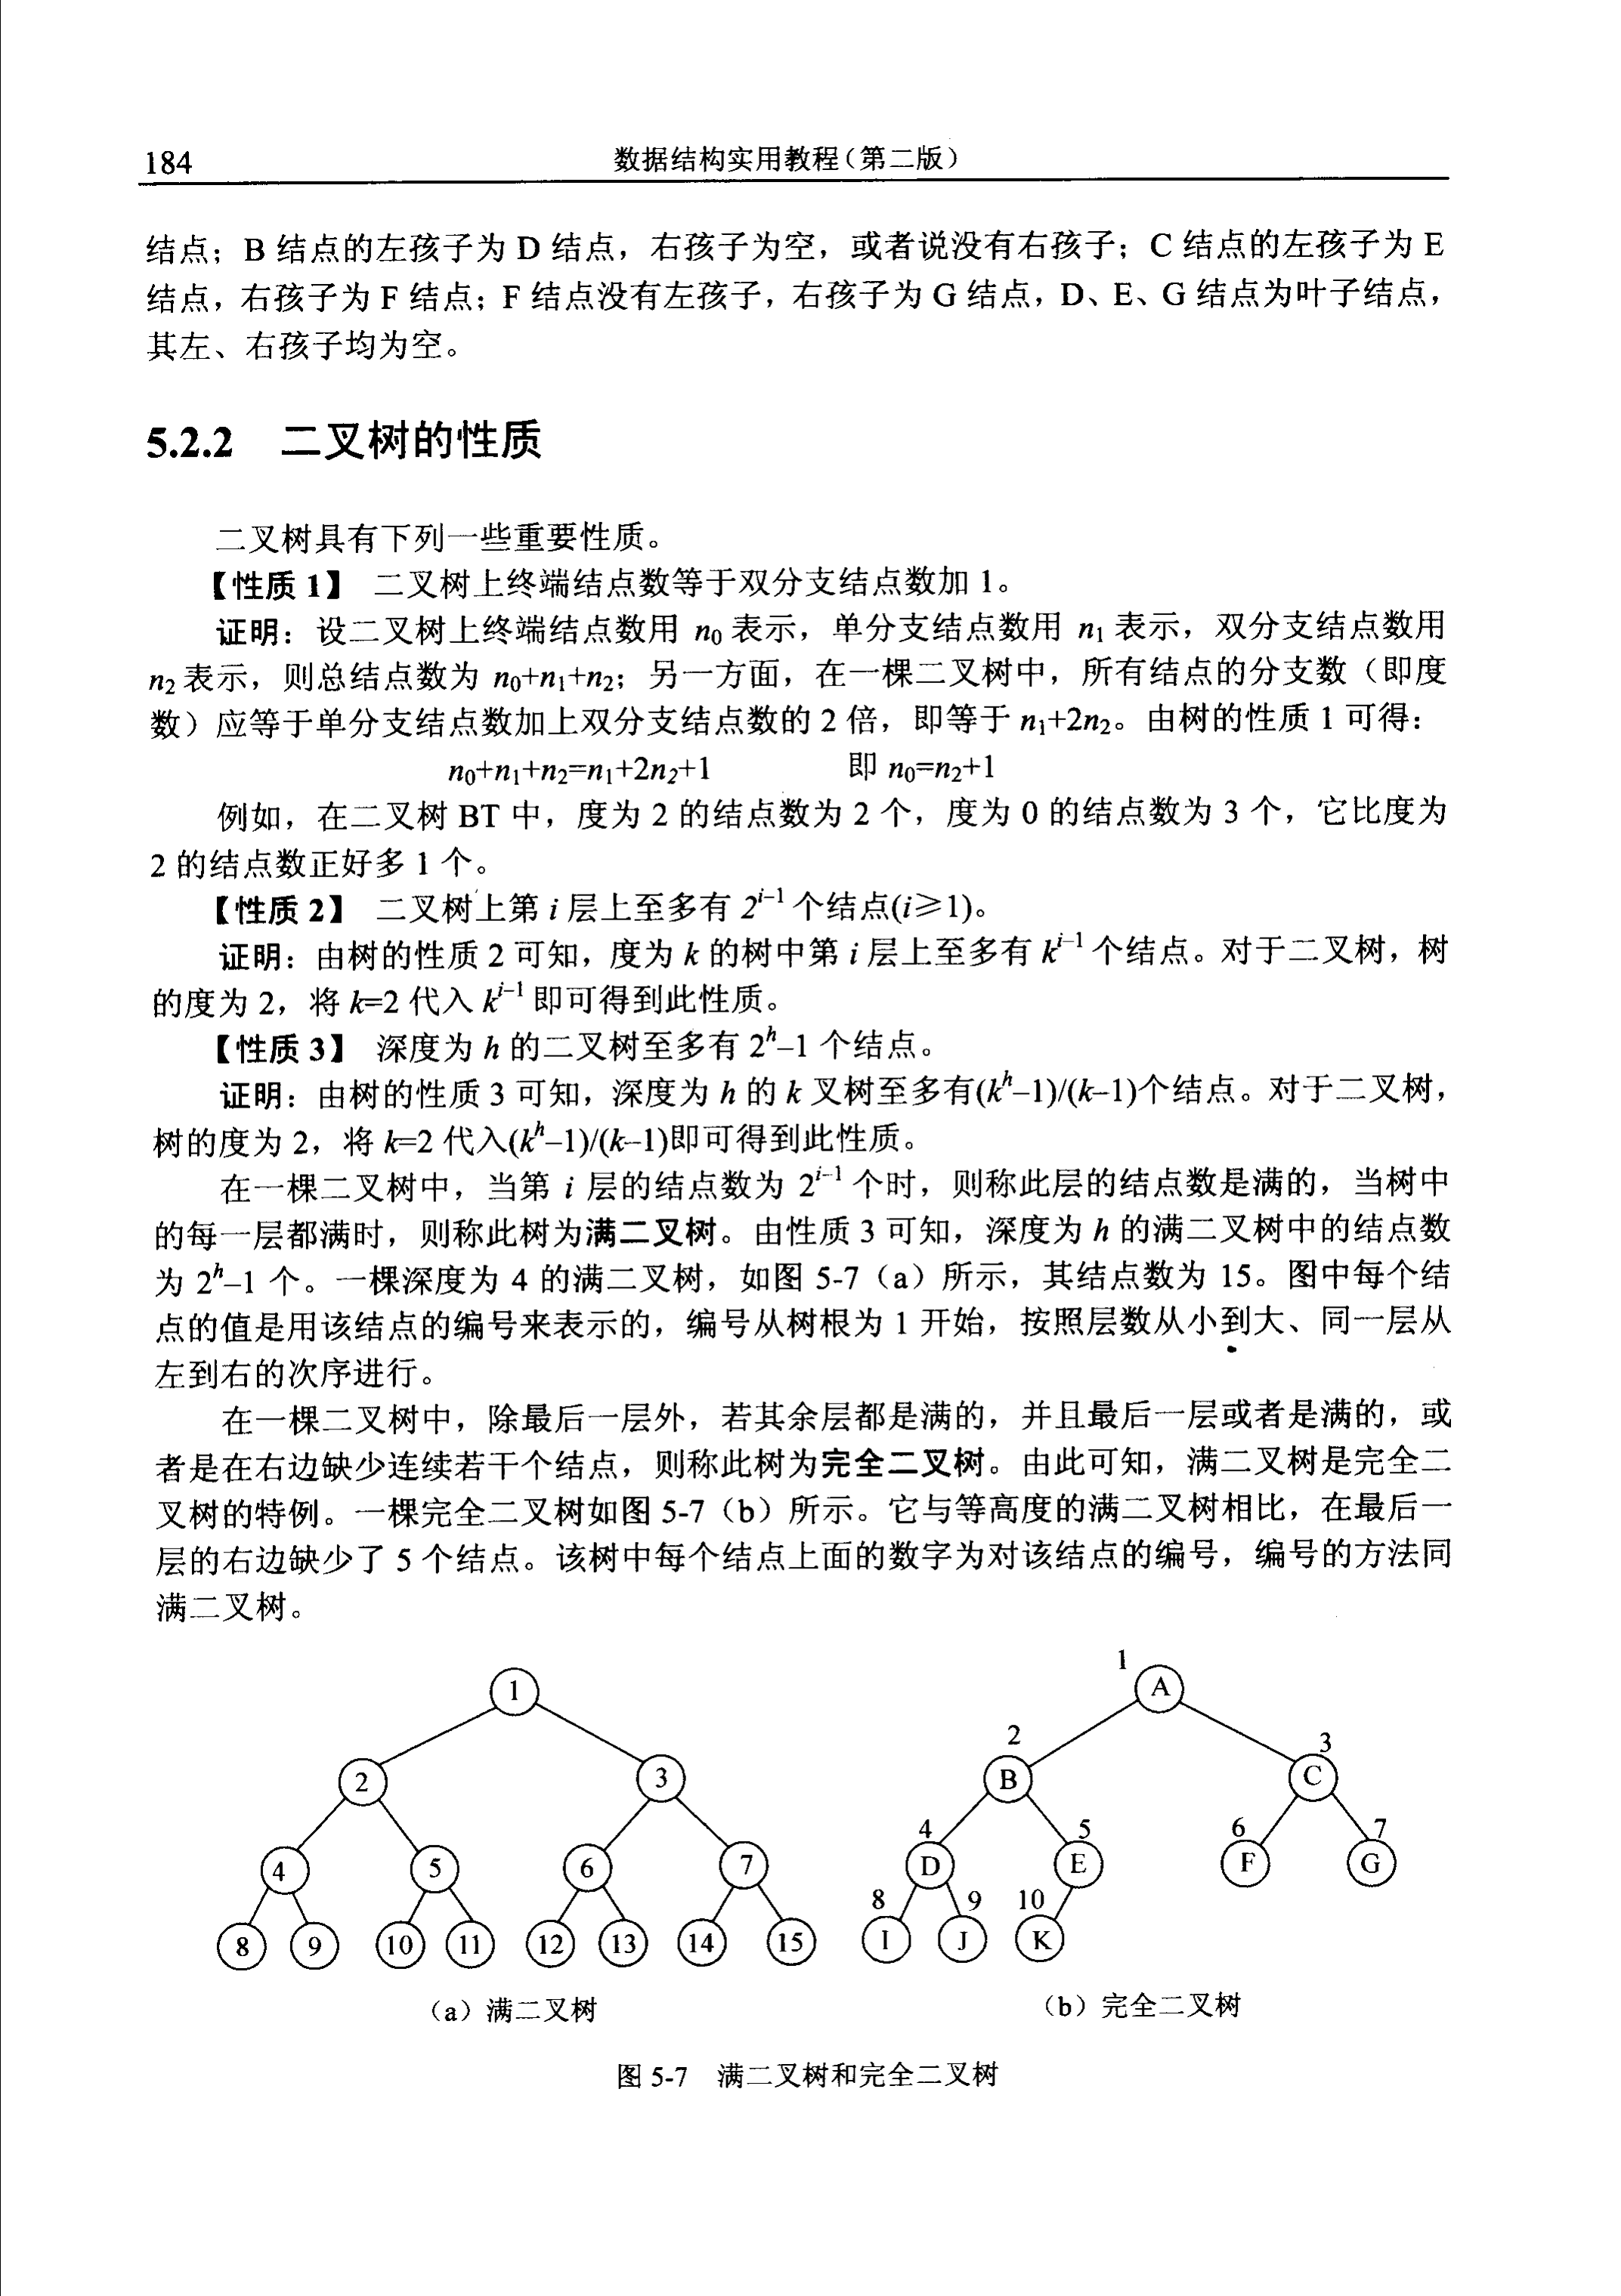 184
数据结构实用教程(第二版)
结点；B 结点的左孩子为 D 结点，右孩子为空，或者说没有右孩子；C 结点的左孩子为 E
结点，右孩子为 F 结点；F 结点没有左孩子，右孩子为 G 结点，D、E、G 结点为叶子结点，
其左、右孩子均为空。
5.2.2 二叉树的性质
二叉树具有下列一些重要性质。
【性质 1】 二叉树上终端结点数等于双分支结点数加 1。
证明：设二叉树上终端结点数用 n₀ 表示，单分支结点数用 n₁ 表示，双分支结点数用
n₂ 表示，则总结点数为 n₀+n₁+n₂；另一方面，在一棵二叉树中，所有结点的分支数（即度
数）应等于单分支结点数加上双分支结点数的 2 倍，即等于 n₁+2n₂。由树的性质 1 可得：
n₀+n₁+n₂=n₁+2n₂+1 即 n₀=n₂+1
例如，在二叉树 BT 中，度为 2 的结点数为 2 个，度为 0 的结点数为 3 个，它比度为
2 的结点数正好多 1 个。
【性质 2】 二叉树上第 i 层上至多有 2ⁱ⁻¹ 个结点(i≥1)。
证明：由树的性质 2 可知，度为 k 的树中第 i 层上至多有 kⁱ⁻¹ 个结点。对于二叉树，树
的度为 2，将 k=2 代入 kⁱ⁻¹ 即可得到此性质。
【性质 3】 深度为 h 的二叉树至多有 2ʰ–1 个结点。
证明：由树的性质 3 可知，深度为 h 的 k 叉树至多有(kʰ–1)/(k–1)个结点。对于二叉树，
树的度为 2，将 k=2 代入(kʰ–1)/(k–1)即可得到此性质。
在一棵二叉树中，当第 i 层的结点数为 2ⁱ⁻¹ 个时，则称此层的结点数是满的，当树中
的每一层都满时，则称此树为满二叉树。由性质 3 可知，深度为 h 的满二叉树中的结点数
为 2ʰ–1 个。一棵深度为 4 的满二叉树，如图 5-7（a）所示，其结点数为 15。图中每个结
点的值是用该结点的编号来表示的，编号从树根为 1 开始，按照层数从小到大、同一层从
左到右的次序进行。
在一棵二叉树中，除最后一层外，若其余层都是满的，并且最后一层或者是满的，或
者是在右边缺少连续若干个结点，则称此树为完全二叉树。由此可知，满二叉树是完全二
叉树的特例。一棵完全二叉树如图 5-7（b）所示。它与等高度的满二叉树相比，在最后一
层的右边缺少了 5 个结点。该树中每个结点上面的数字为对该结点的编号，编号的方法同
满二叉树。
1
2 3
4 5 6 7
8 9 10 11 12 13 14 15
（a）满二叉树
1
A
2 3
B C
4 5 6 7
D E F G
8 9 10
I J K
（b）完全二叉树
图 5-7 满二叉树和完全二叉树